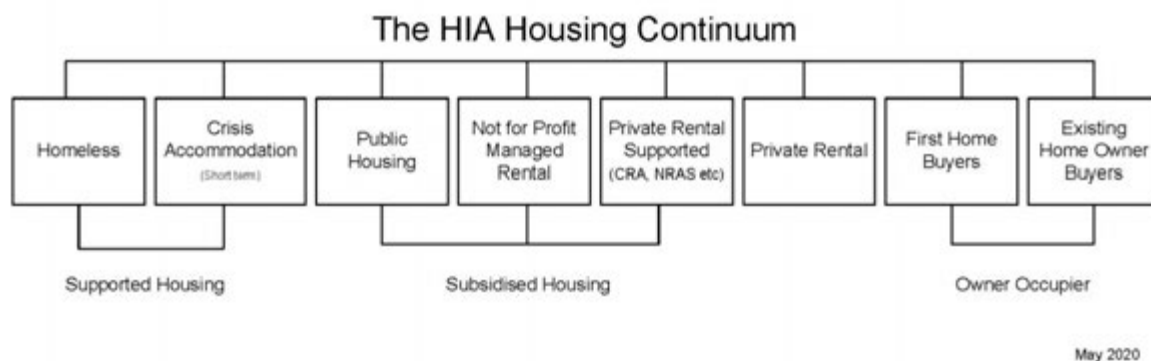 The HIA Housing Continuum
Homeless
Crisis
Accommodation
(Short term)
Public
Housing
Not for Profit
Managed
Rental
Private Rental
Supported
(CRA, NRAS etc)
Private Rental
First Home
Buyers
Existing
Home Owner
Buyers
Supported Housing
Subsidised Housing
Owner Occupier
May 2020